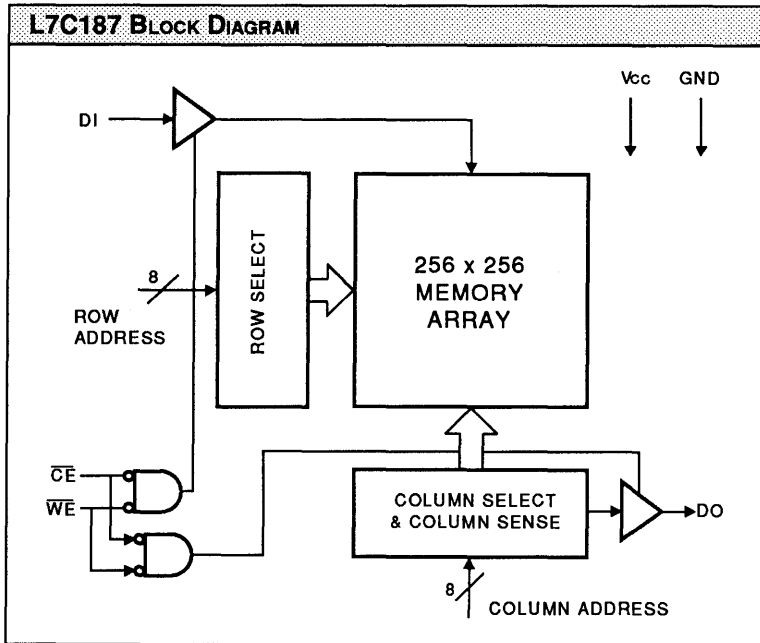 L7C187 BLOCK DIAGRAM
DI
Vcc GND
ROW SELECT
256 x 256
MEMORY
ARRAY
8
ROW
ADDRESS
CE
WE
COLUMN SELECT
& COLUMN SENSE
DO
8
COLUMN ADDRESS